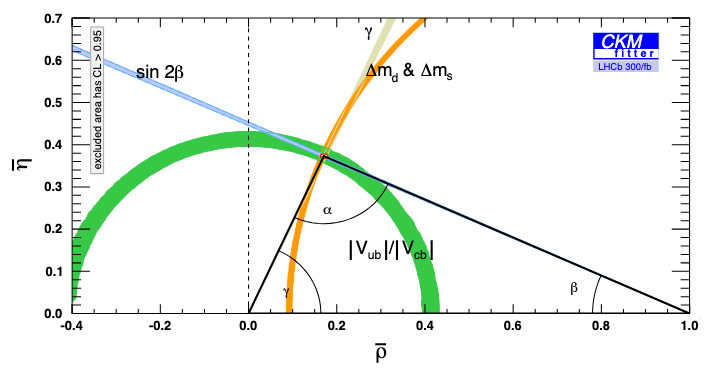 0.7
0.6
0.5
0.4
0.3
0.2
0.1
0.0
η̅
excluded area has CL > 0.95
sin 2β
γ
Δm_d & Δm_s
CKM
fitter
LHCb 300/fb
α
|V_ub|/|V_cb|
γ
β
-0.4
-0.2
0.0
0.2
0.4
0.6
0.8
1.0
ρ̅